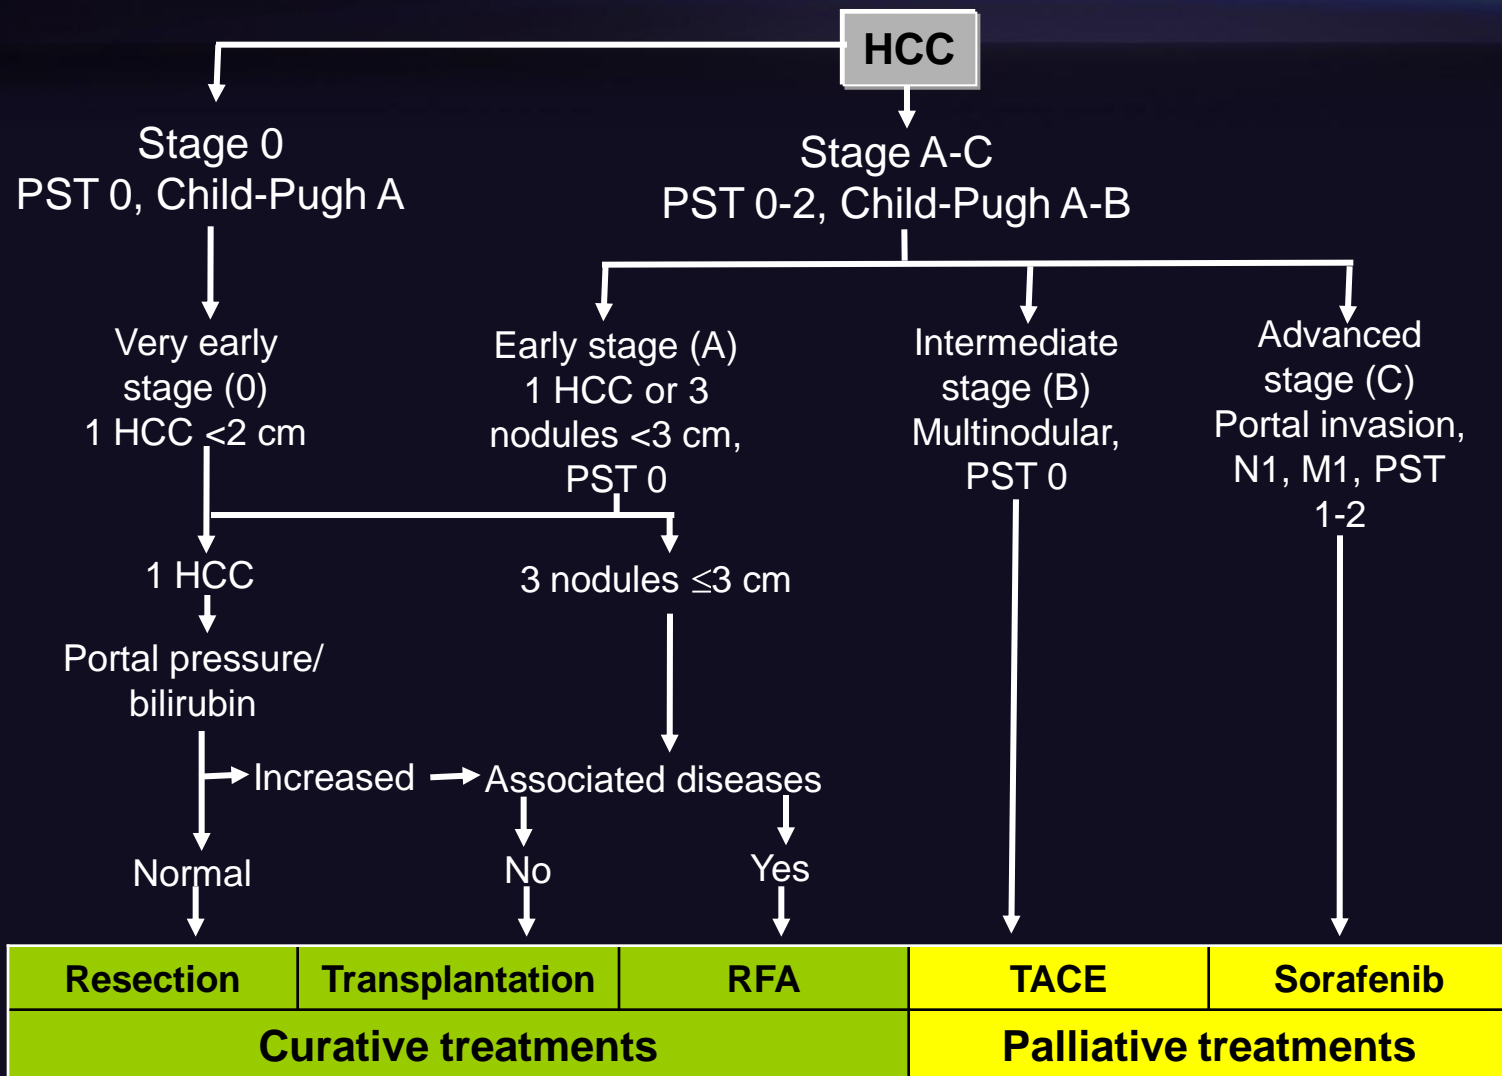 HCC
Stage 0
PST 0, Child-Pugh A
Stage A-C
PST 0-2, Child-Pugh A-B
Very early
stage (0)
1 HCC <2 cm
Early stage (A)
1 HCC or 3
nodules <3 cm,
PST 0
Intermediate
stage (B)
Multinodular,
PST 0
Advanced
stage (C)
Portal invasion,
N1, M1, PST
1-2
1 HCC
3 nodules ≤3 cm
Portal pressure/
bilirubin
Increased
Associated diseases
Normal
No
Yes
Resection
Transplantation
RFA
TACE
Sorafenib
Curative treatments
Palliative treatments